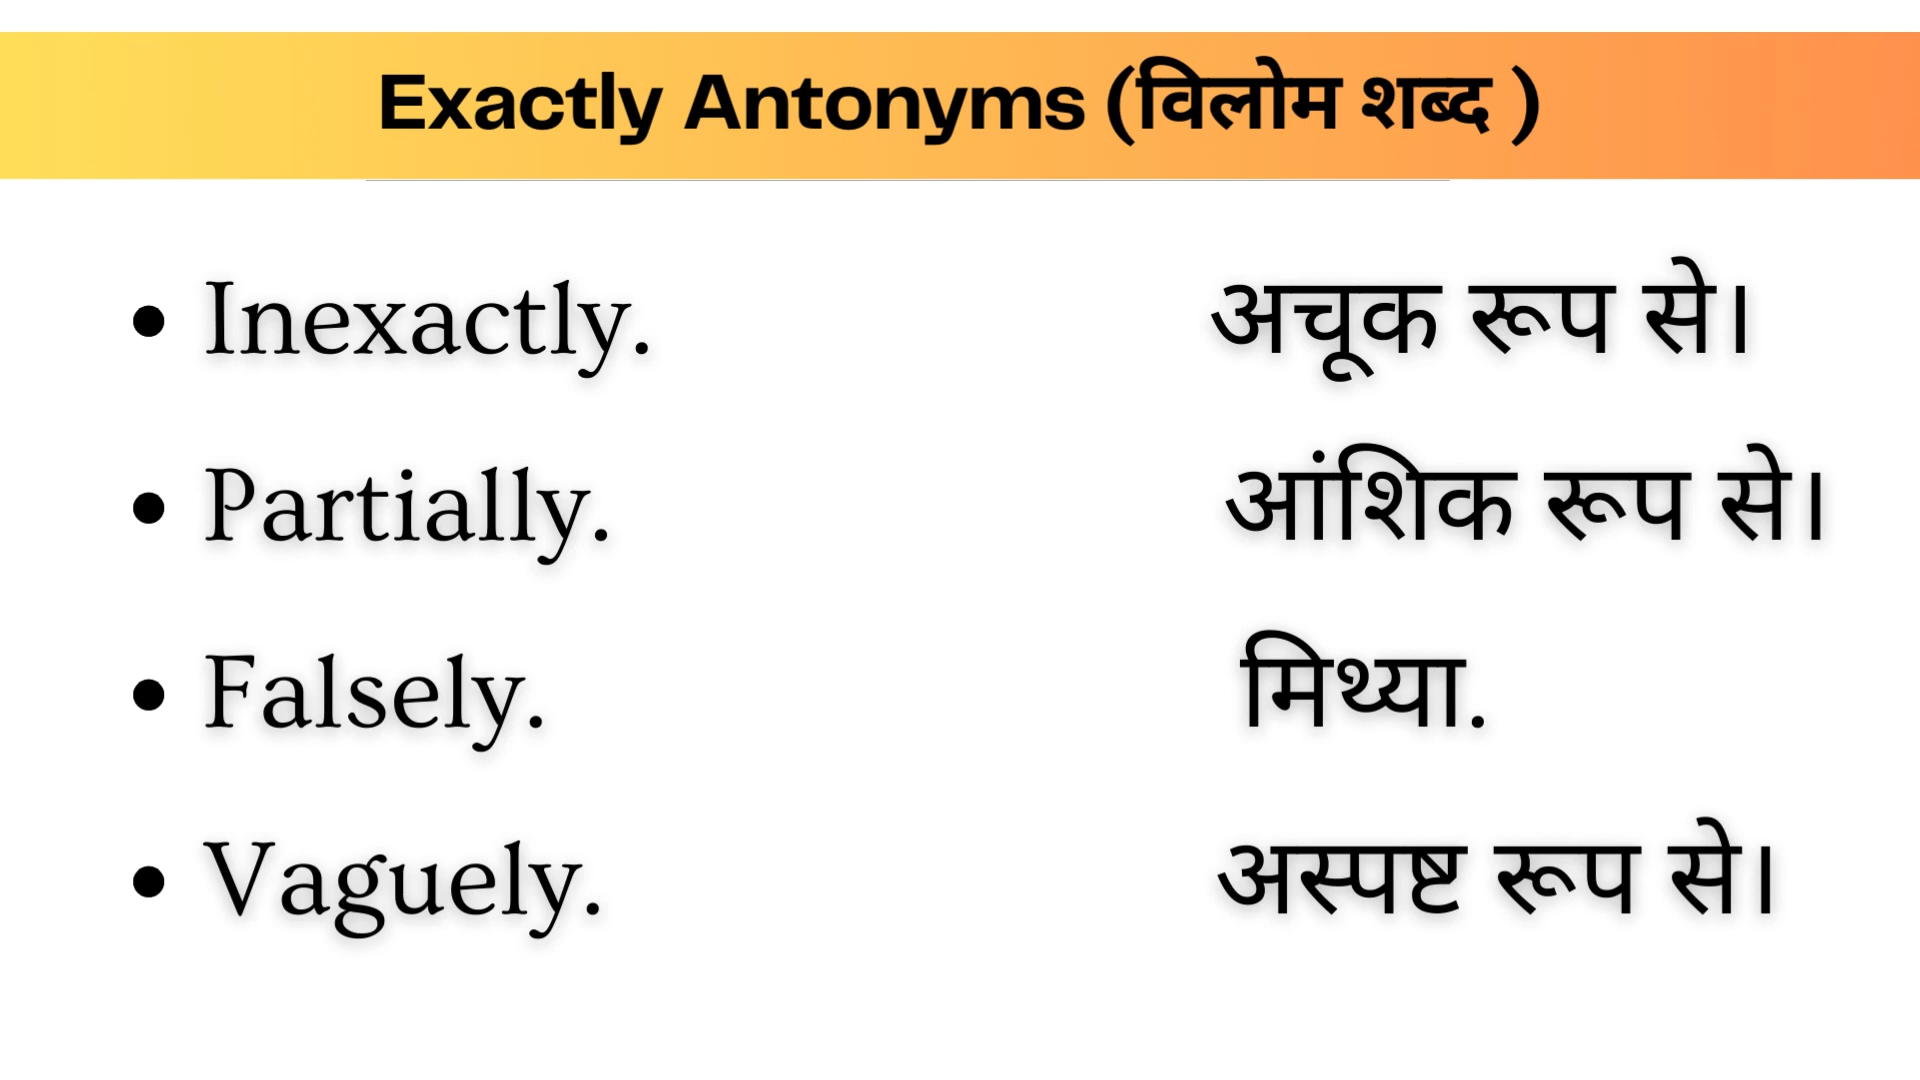 Exactly Antonyms (विलोम शब्द )
• Inexactly. अचूक रूप से।
• Partially. आंशिक रूप से।
• Falsely. मिथ्या.
• Vaguely. अस्पष्ट रूप से।